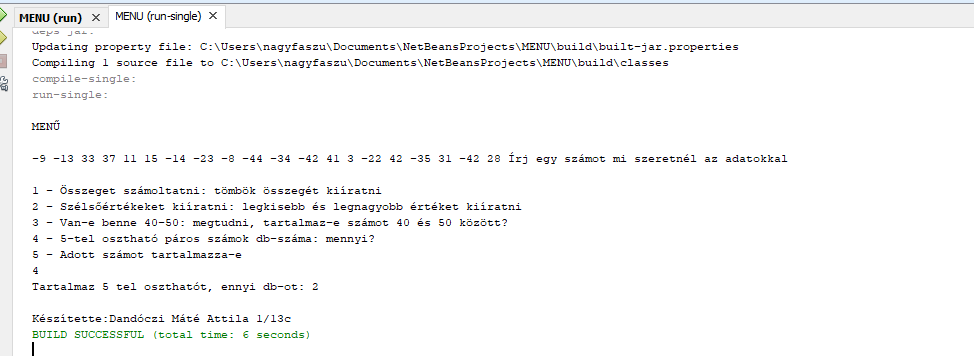 MENU (run)
MENU (run-single)
deps-jar:
Updating property file: C:\Users\nagyfaszu\Documents\NetBeansProjects\MENU\build\built-jar.properties
Compiling 1 source file to C:\Users\nagyfaszu\Documents\NetBeansProjects\MENU\build\classes
compile-single:
run-single:
MENŰ
-9 -13 33 37 11 15 -14 -23 -8 -44 -34 -42 41 3 -22 42 -35 31 -42 28 Írj egy számot mi szeretnél az adatokkal
1 - Összeget számoltatni: tömbök összegét kiíratni
2 - Szélsőértékeket kiíratni: legkisebb és legnagyobb értéket kiíratni
3 - Van-e benne 40-50: megtudni, tartalmaz-e számot 40 és 50 között?
4 - 5-tel osztható páros számok db-száma: mennyi?
5 - Adott számot tartalmazza-e
4
Tartalmaz 5 tel oszthatót, ennyi db-ot: 2
Készítette:Dandóczi Máté Attila 1/13c
BUILD SUCCESSFUL (total time: 6 seconds)